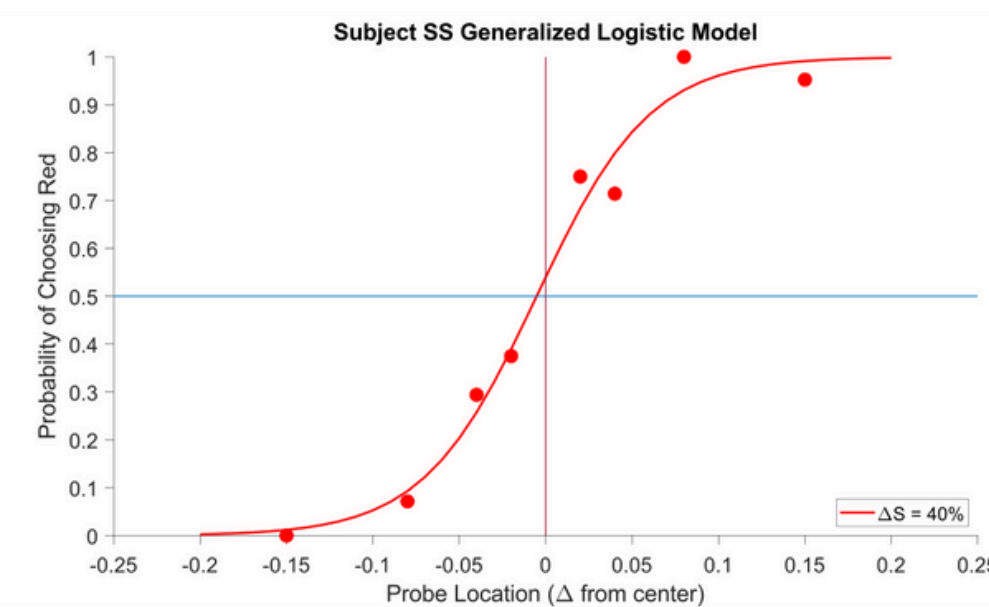 Subject SS Generalized Logistic Model
Probability of Choosing Red
1
0.9
0.8
0.7
0.6
0.5
0.4
0.3
0.2
0.1
0
ΔS = 40%
-0.25 -0.2 -0.15 -0.1 -0.05 0 0.05 0.1 0.15 0.2
Probe Location (Δ from center)